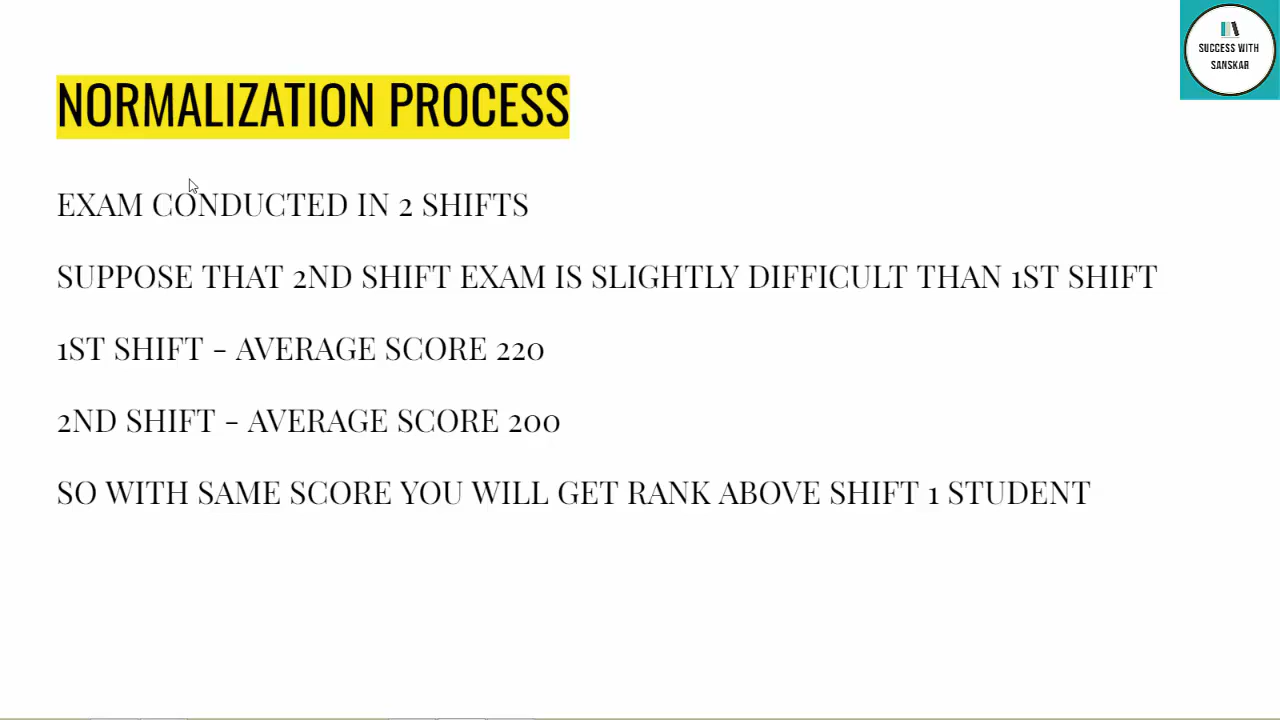 SUCCESS WITH
SANSKAR
NORMALIZATION PROCESS
EXAM CONDUCTED IN 2 SHIFTS
SUPPOSE THAT 2ND SHIFT EXAM IS SLIGHTLY DIFFICULT THAN 1ST SHIFT
1ST SHIFT - AVERAGE SCORE 220
2ND SHIFT - AVERAGE SCORE 200
SO WITH SAME SCORE YOU WILL GET RANK ABOVE SHIFT 1 STUDENT